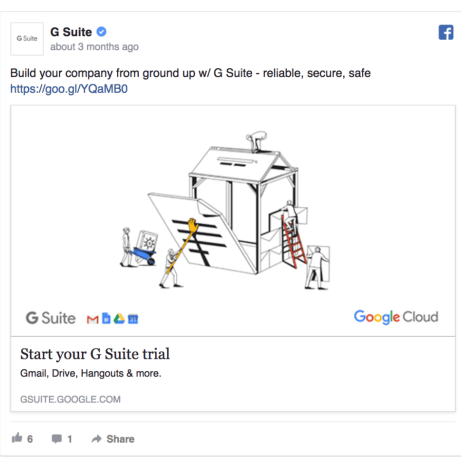 G Suite
G Suite
about 3 months ago
Build your company from ground up w/ G Suite - reliable, secure, safe
https://goo.gl/YQaMB0
G Suite
Google Cloud
Start your G Suite trial
Gmail, Drive, Hangouts & more.
GSUITE.GOOGLE.COM
6 1 Share